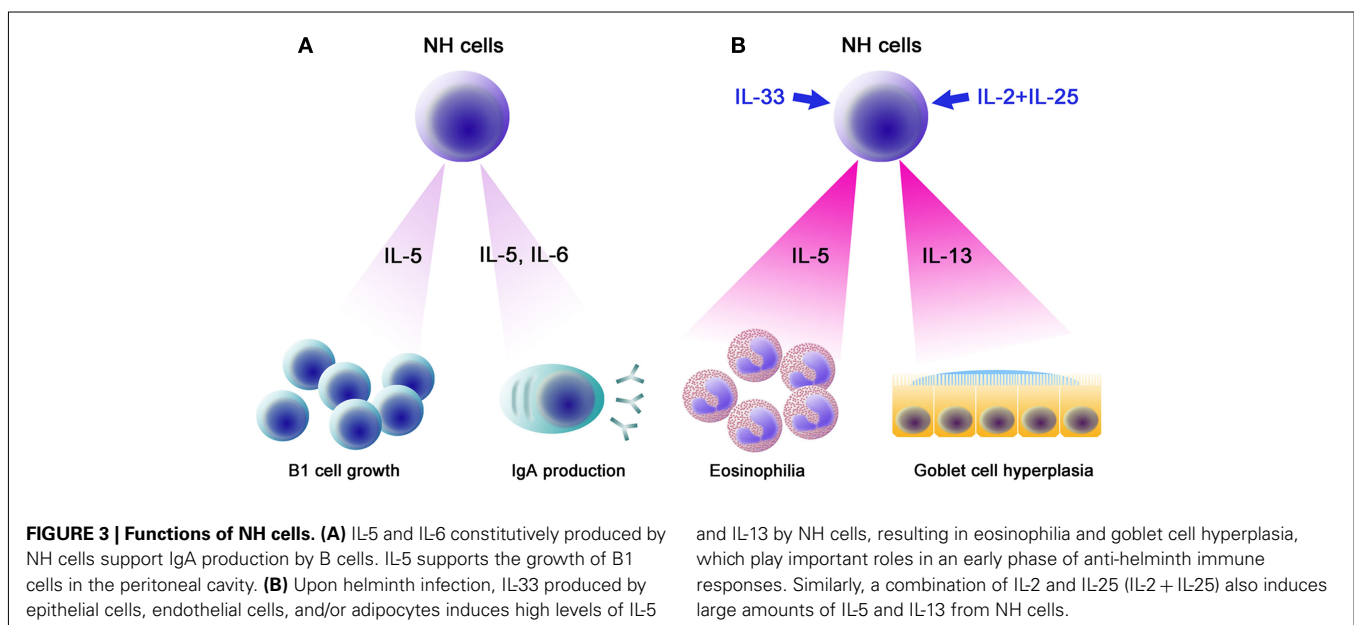 A
NH cells
IL-5
IL-5, IL-6
B1 cell growth
IgA production
B
NH cells
IL-33
IL-2+IL-25
IL-5
IL-13
Eosinophilia
Goblet cell hyperplasia
FIGURE 3 | Functions of NH cells. (A) IL-5 and IL-6 constitutively produced by
NH cells support IgA production by B cells. IL-5 supports the growth of B1
cells in the peritoneal cavity. (B) Upon helminth infection, IL-33 produced by
epithelial cells, endothelial cells, and/or adipocytes induces high levels of IL-5
and IL-13 by NH cells, resulting in eosinophilia and goblet cell hyperplasia,
which play important roles in an early phase of anti-helminth immune
responses. Similarly, a combination of IL-2 and IL-25 (IL-2 + IL-25) also induces
large amounts of IL-5 and IL-13 from NH cells.